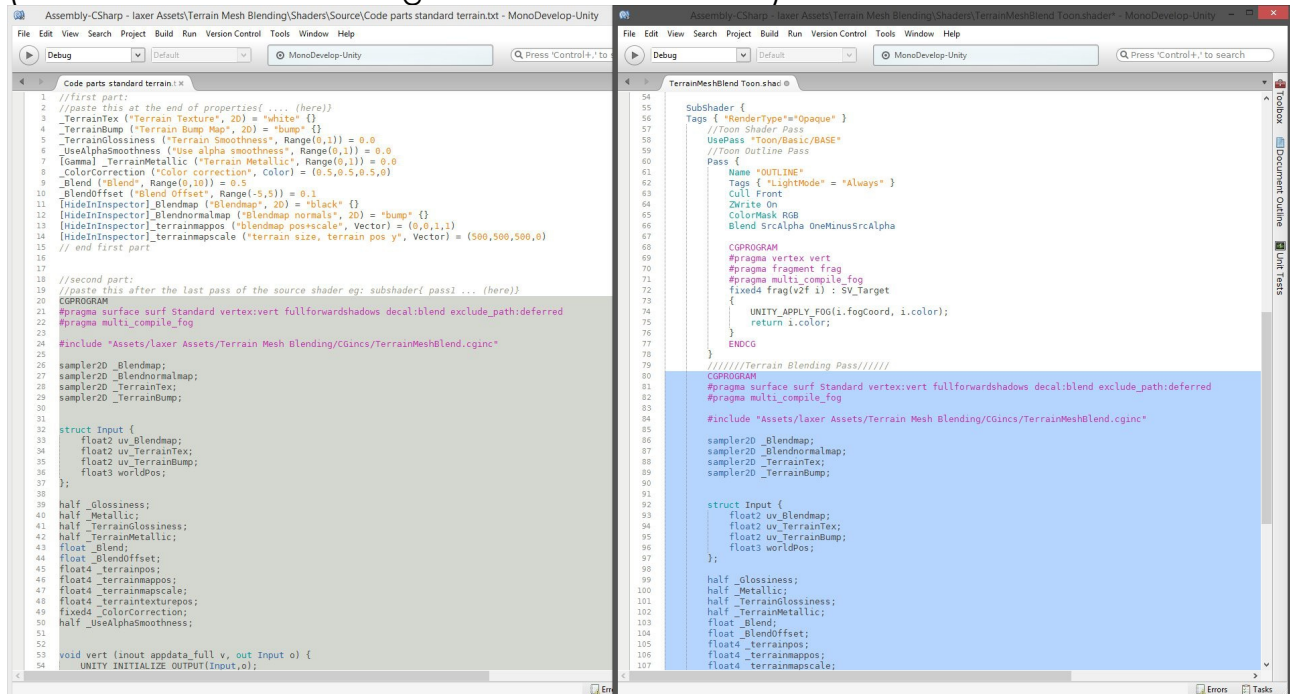 Assembly-CSharp - laxer Assets\Terrain Mesh Blending\Shaders\Source\Code parts standard terrain.txt - MonoDevelop-Unity
File Edit View Search Project Build Run Version Control Tools Window Help
Debug Default MonoDevelop-Unity Press 'Control+,' to
Code parts standard terrain.t ×
1 //first part:
2 //paste this at the end of properties{ .... (here)}
3 _TerrainTex ("Terrain Texture", 2D) = "white" {}
4 _TerrainBump ("Terrain Bump Map", 2D) = "bump" {}
5 _TerrainGlossiness ("Terrain Smoothness", Range(0,1)) = 0.0
6 _UseAlphaSmoothness ("Use alpha smoothness", Range(0,1)) = 0.0
7 [Gamma] _TerrainMetallic ("Terrain Metallic", Range(0,1)) = 0.0
8 _ColorCorrection ("Color correction", Color) = (0.5,0.5,0.5,0)
9 _Blend ("Blend", Range(0,10)) = 0.5
10 _BlendOffset ("Blend Offset", Range(-5,5)) = 0.1
11 [HideInInspector]_Blendmap ("Blendmap", 2D) = "black" {}
12 [HideInInspector]_Blendnormalmap ("Blendmap normals", 2D) = "bump" {}
13 [HideInInspector]_terrainmappos ("blendmap pos+scale", Vector) = (0,0,1,1)
14 [HideInInspector]_terrainmapscale ("terrain size, terrain pos y", Vector) = (500,500,500,0)
15 // end first part
16
17
18 //second part:
19 //paste this after the last pass of the source shader eg: subshader{ pass1 ... (here)}
20 CGPROGRAM
21 #pragma surface surf Standard vertex:vert fullforwardshadows decal:blend exclude_path:deferred
22 #pragma multi_compile_fog
23
24 #include "Assets/laxer Assets/Terrain Mesh Blending/CGincs/TerrainMeshBlend.cginc"
25
26 sampler2D _Blendmap;
27 sampler2D _Blendnormalmap;
28 sampler2D _TerrainTex;
29 sampler2D _TerrainBump;
30
31
32 struct Input {
33 float2 uv_Blendmap;
34 float2 uv_TerrainTex;
35 float2 uv_TerrainBump;
36 float3 worldPos;
37 };
38
39 half _Glossiness;
40 half _Metallic;
41 half _TerrainGlossiness;
42 half _TerrainMetallic;
43 float _Blend;
44 float _BlendOffset;
45 float4 _terrainpos;
46 float4 _terrainmappos;
47 float4 _terrainmapscale;
48 float4 _terraintexturepos;
49 fixed4 _ColorCorrection;
50 half _UseAlphaSmoothness;
51
52
53 void vert (inout appdata_full v, out Input o) {
54 UNITY_INITIALIZE_OUTPUT(Input,o);
Assembly-CSharp - laxer Assets\Terrain Mesh Blending\Shaders\TerrainMeshBlend Toon.shader* - MonoDevelop-Unity
File Edit View Search Project Build Run Version Control Tools Window Help
Debug Default MonoDevelop-Unity Press 'Control+,' to search
TerrainMeshBlend Toon.shad
54
55 SubShader {
56 Tags { "RenderType"="Opaque" }
57 //Toon Shader Pass
58 UsePass "Toon/Basic/BASE"
59 //Toon Outline Pass
60 Pass {
61 Name "OUTLINE"
62 Tags { "LightMode" = "Always" }
63 Cull Front
64 ZWrite On
65 ColorMask RGB
66 Blend SrcAlpha OneMinusSrcAlpha
67
68 CGPROGRAM
69 #pragma vertex vert
70 #pragma fragment frag
71 #pragma multi_compile_fog
72 fixed4 frag(v2f i) : SV_Target
73 {
74 UNITY_APPLY_FOG(i.fogCoord, i.color);
75 return i.color;
76 }
77 ENDCG
78 }
79 ///////Terrain Blending Pass//////
80 CGPROGRAM
81 #pragma surface surf Standard vertex:vert fullforwardshadows decal:blend exclude_path:deferred
82 #pragma multi_compile_fog
83
84 #include "Assets/laxer Assets/Terrain Mesh Blending/CGincs/TerrainMeshBlend.cginc"
85
86 sampler2D _Blendmap;
87 sampler2D _Blendnormalmap;
88 sampler2D _TerrainTex;
89 sampler2D _TerrainBump;
90
91
92 struct Input {
93 float2 uv_Blendmap;
94 float2 uv_TerrainTex;
95 float2 uv_TerrainBump;
96 float3 worldPos;
97 };
98
99 half _Glossiness;
100 half _Metallic;
101 half _TerrainGlossiness;
102 half _TerrainMetallic;
103 float _Blend;
104 float _BlendOffset;
105 float4 _terrainpos;
106 float4 _terrainmappos;
107 float4 _terrainmapscale;
Toolbox
Document Outline
Unit Tests
Errors Tasks